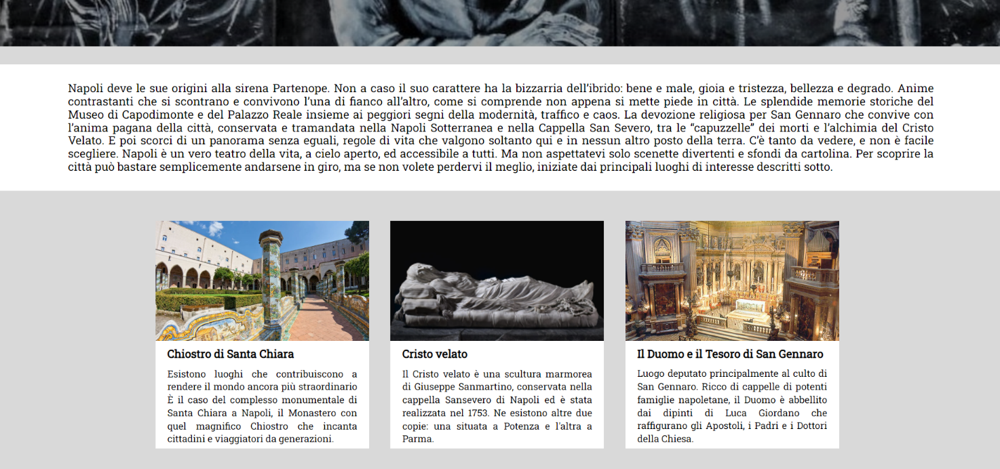 Napoli deve le sue origini alla sirena Partenope. Non a caso il suo carattere ha la bizzarria dell'ibrido: bene e male, gioia e tristezza, bellezza e degrado. Anime
contrastanti che si scontrano e convivono l'una di fianco all'altro, come si comprende non appena si mette piede in città. Le splendide memorie storiche del
Museo di Capodimonte e del Palazzo Reale insieme ai peggiori segni della modernità, traffico e caos. La devozione religiosa per San Gennaro che convive con
l'anima pagana della città, conservata e tramandata nella Napoli Sotterranea e nella Cappella San Severo, tra le “capuzzelle” dei morti e l'alchimia del Cristo
Velato. E poi scorci di un panorama senza eguali, regole di vita che valgono soltanto qui e in nessun altro posto della terra. C'è tanto da vedere, e non è facile
scegliere. Napoli è un vero teatro della vita, a cielo aperto, ed accessibile a tutti. Ma non aspettatevi solo scenette divertenti e sfondi da cartolina. Per scoprire la
città può bastare semplicemente andarsene in giro, ma se non volete perdervi il meglio, iniziate dai principali luoghi di interesse descritti sotto.
Chiostro di Santa Chiara
Esistono luoghi che contribuiscono a
rendere il mondo ancora più straordinario
È il caso del complesso monumentale di
Santa Chiara a Napoli, il Monastero con
quel magnifico Chiostro che incanta
cittadini e viaggiatori da generazioni.
Cristo velato
Il Cristo velato è una scultura marmorea
di Giuseppe Sanmartino, conservata nella
cappella Sansevero di Napoli ed è stata
realizzata nel 1753. Ne esistono altre due
copie: una situata a Potenza e l'altra a
Parma.
Il Duomo e il Tesoro di San Gennaro
Luogo deputato principalmente al culto di
San Gennaro. Ricco di cappelle di potenti
famiglie napoletane, il Duomo è abbellito
dai dipinti di Luca Giordano che
raffigurano gli Apostoli, i Padri e i Dottori
della Chiesa.